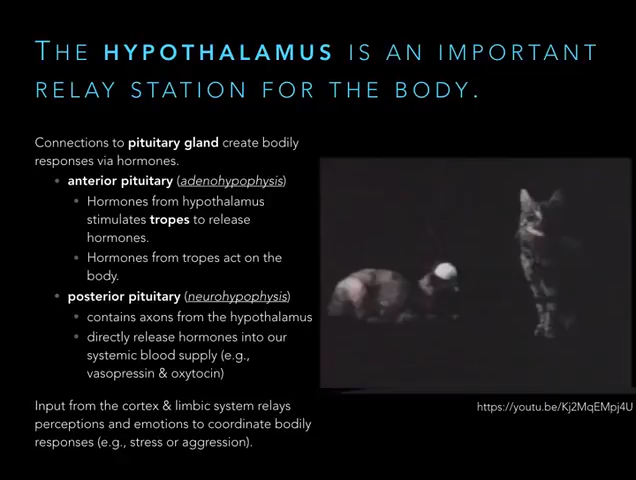 THE HYPOTHALAMUS IS AN IMPORTANT
RELAY STATION FOR THE BODY.
Connections to pituitary gland create bodily
responses via hormones.
• anterior pituitary (adenohypophysis)
• Hormones from hypothalamus
stimulates tropes to release
hormones.
• Hormones from tropes act on the
body.
• posterior pituitary (neurohypophysis)
• contains axons from the hypothalamus
• directly release hormones into our
systemic blood supply (e.g.,
vasopressin & oxytocin)
Input from the cortex & limbic system relays
perceptions and emotions to coordinate bodily
responses (e.g., stress or aggression).
https://youtu.be/Kj2MqEMpj4U